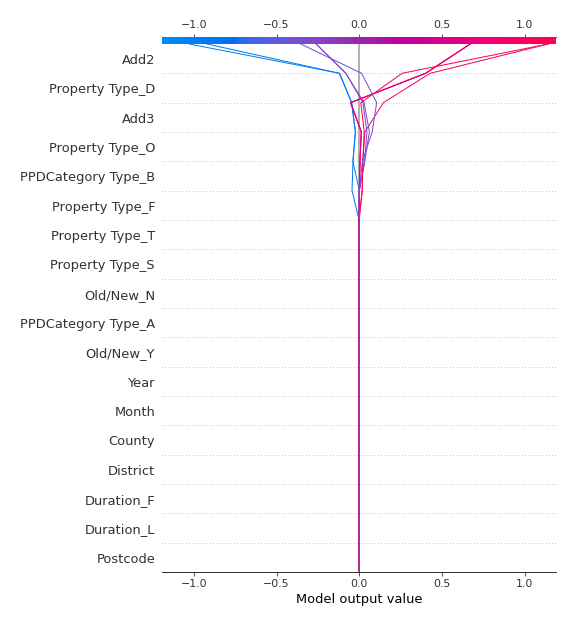 −1.0 −0.5 0.0 0.5 1.0
Add2
Property Type_D
Add3
Property Type_O
PPDCategory Type_B
Property Type_F
Property Type_T
Property Type_S
Old/New_N
PPDCategory Type_A
Old/New_Y
Year
Month
County
District
Duration_F
Duration_L
Postcode
−1.0 −0.5 0.0 0.5 1.0
Model output value